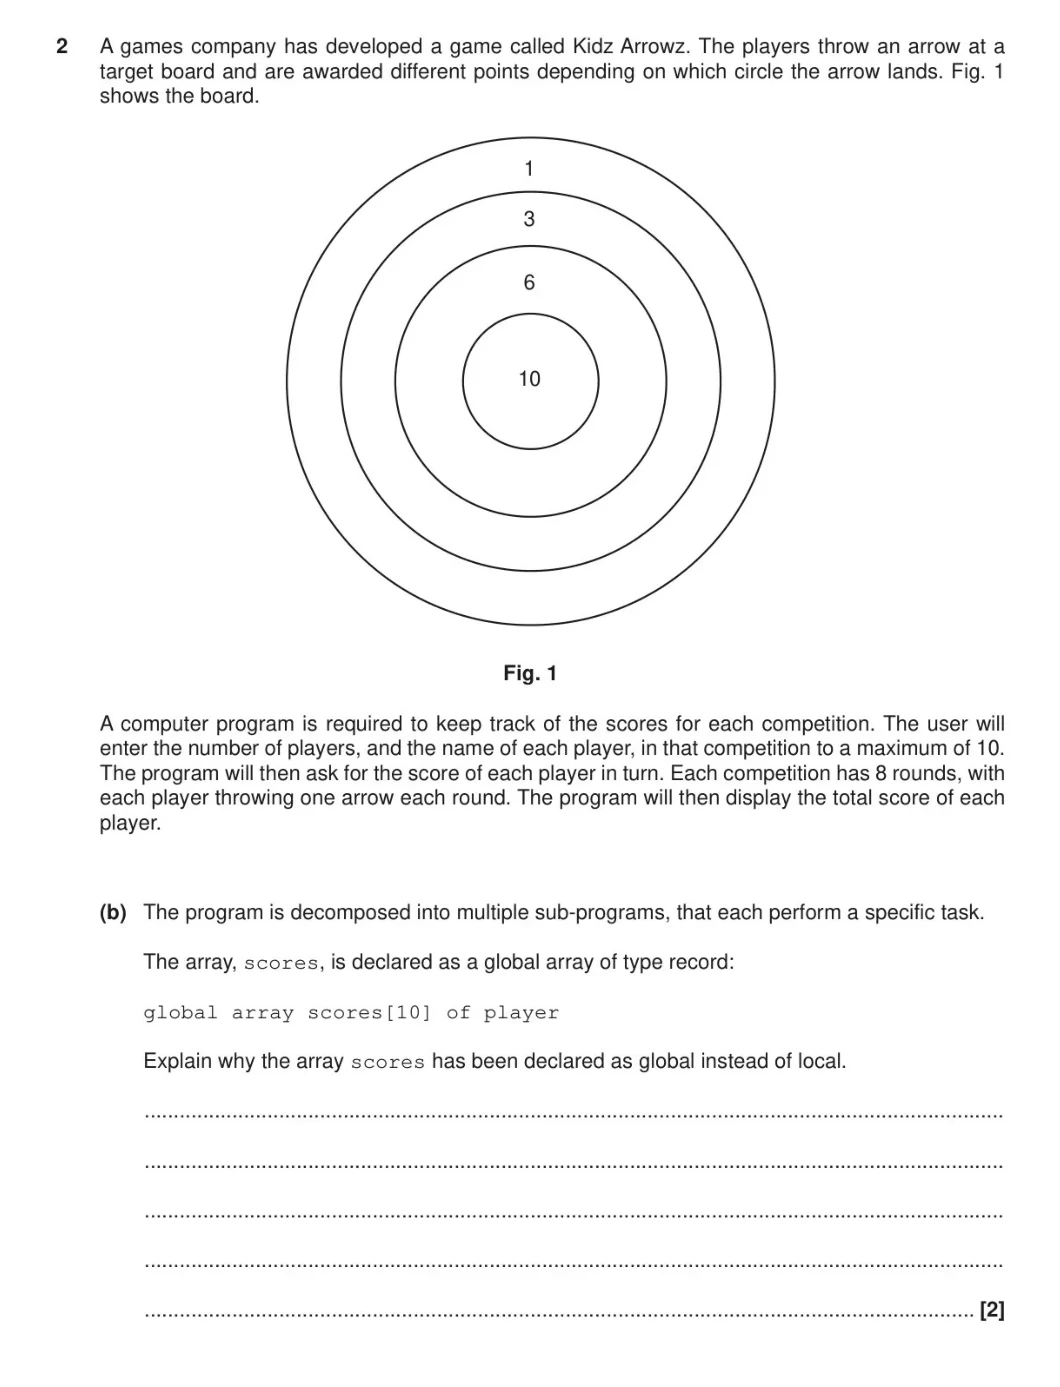 2 A games company has developed a game called Kidz Arrowz. The players throw an arrow at a
target board and are awarded different points depending on which circle the arrow lands. Fig. 1
shows the board.
1
3
6
10
Fig. 1
A computer program is required to keep track of the scores for each competition. The user will
enter the number of players, and the name of each player, in that competition to a maximum of 10.
The program will then ask for the score of each player in turn. Each competition has 8 rounds, with
each player throwing one arrow each round. The program will then display the total score of each
player.
(b) The program is decomposed into multiple sub-programs, that each perform a specific task.
The array, scores, is declared as a global array of type record:
global array scores[10] of player
Explain why the array scores has been declared as global instead of local.
[2]